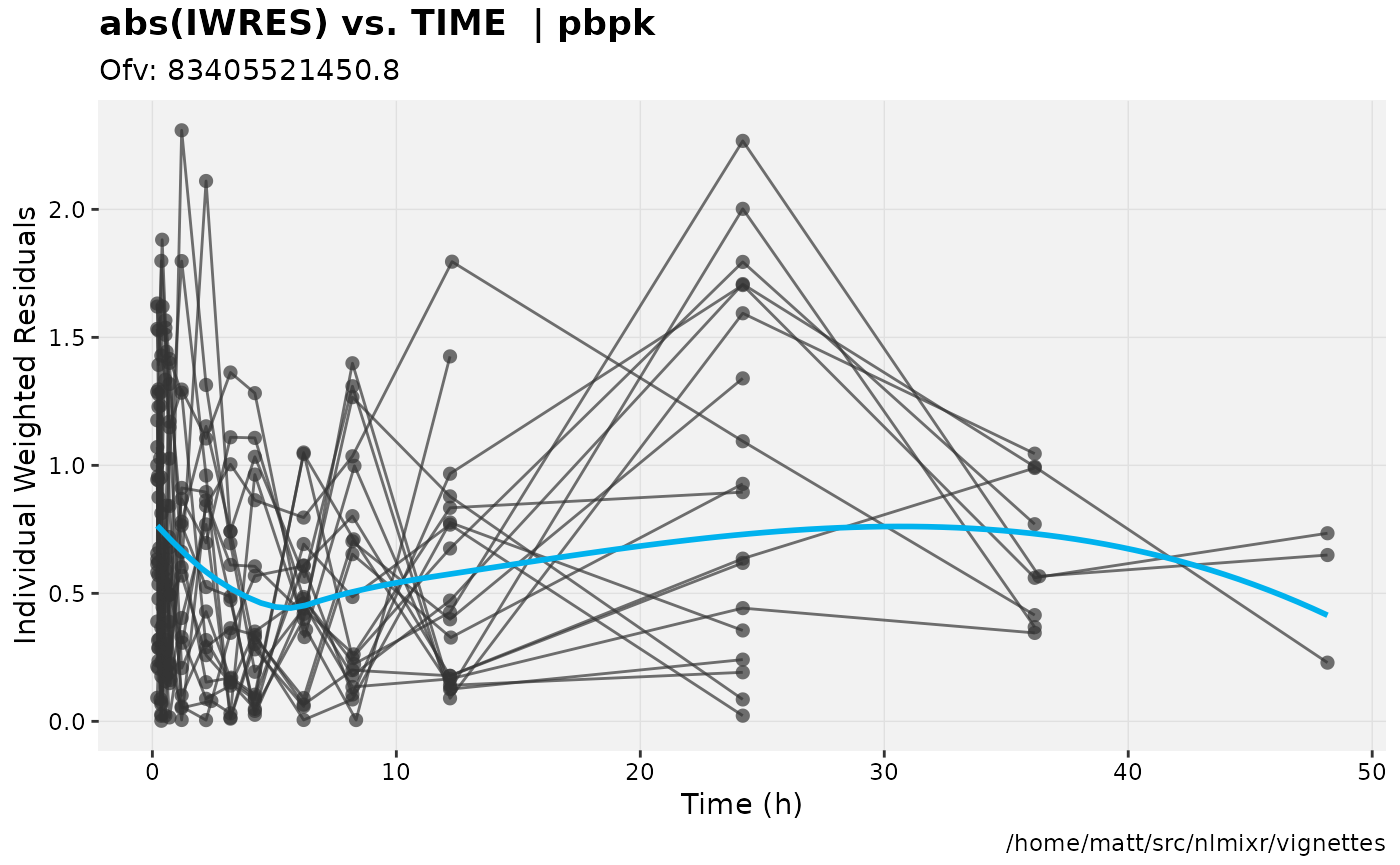 abs(IWRES) vs. TIME | pbpk
Ofv: 83405521450.8
Individual Weighted Residuals
2.0
1.5
1.0
0.5
0.0
0 10 20 30 40 50
Time (h)
/home/matt/src/nlmixr/vignettes